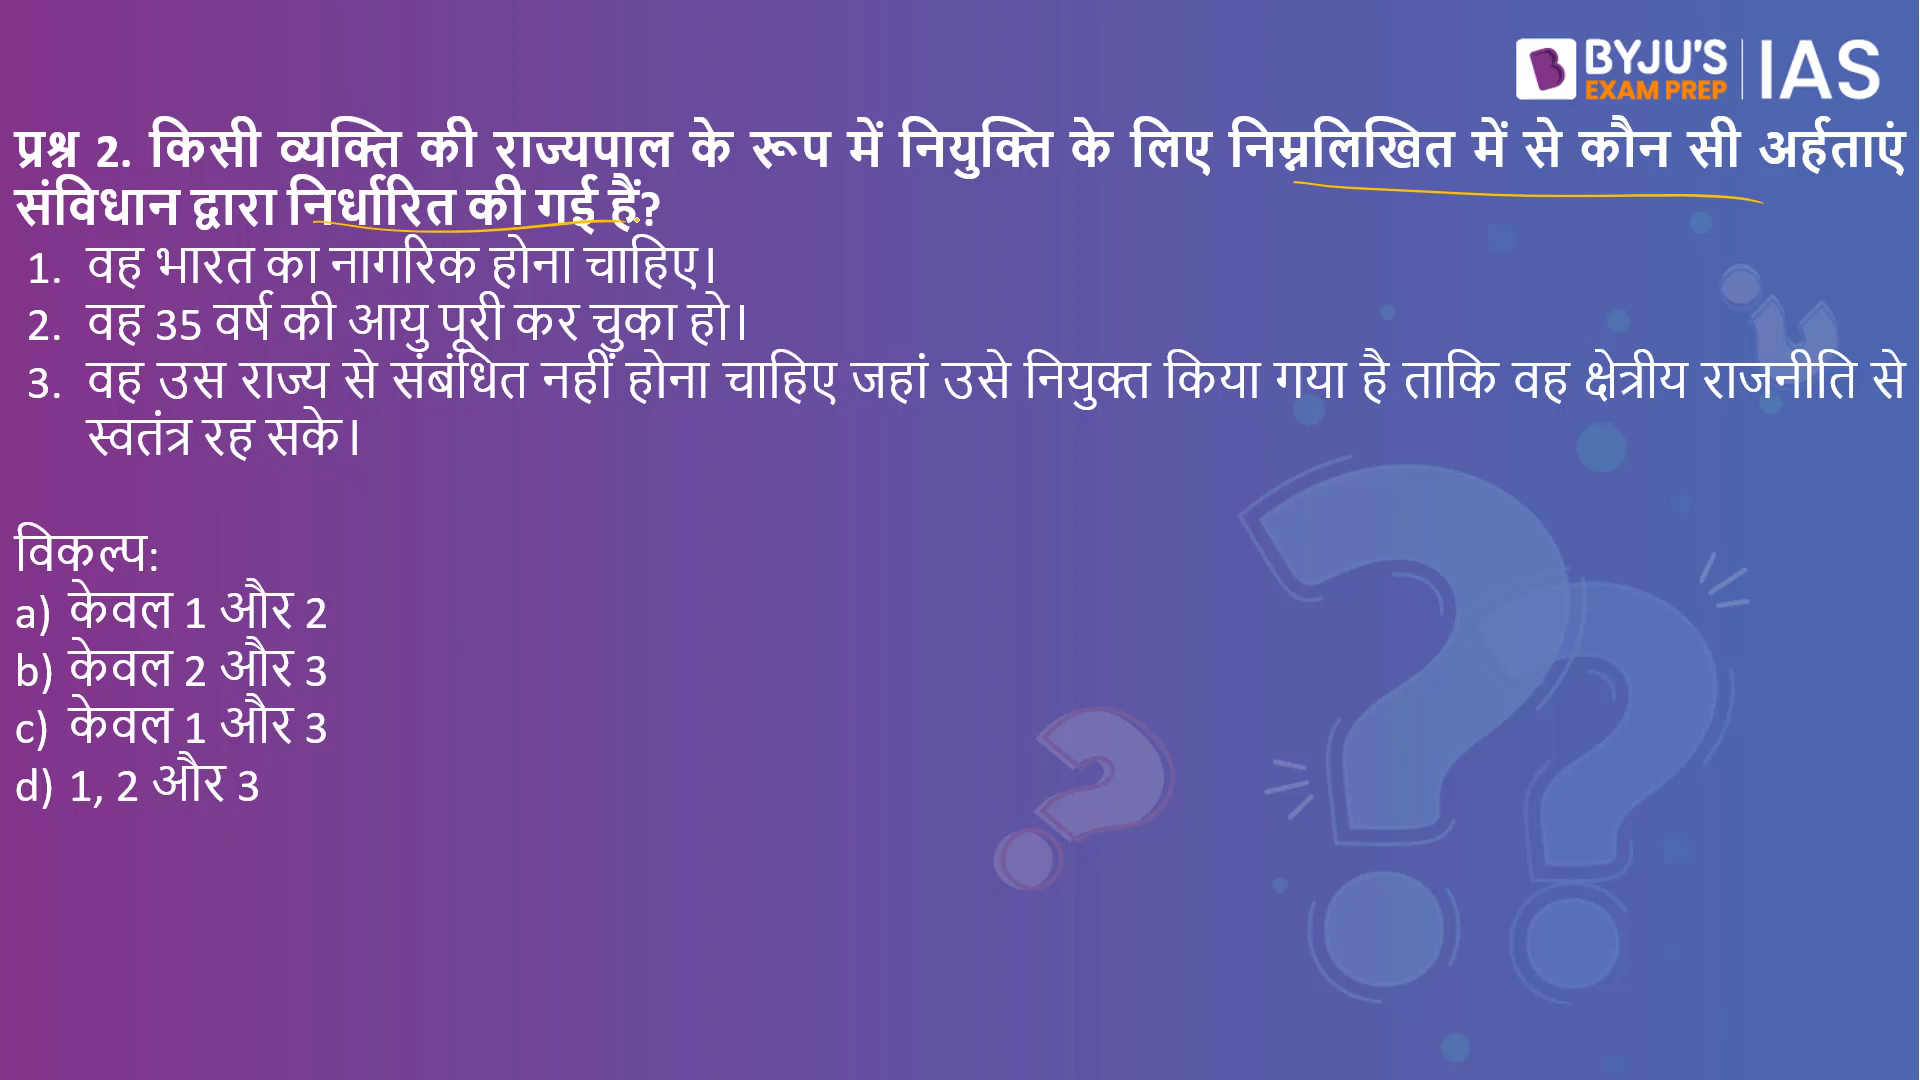 BYJU'S
EXAM PREP
IAS
प्रश्न 2. किसी व्यक्ति की राज्यपाल के रूप में नियुक्ति के लिए निम्नलिखित में से कौन सी अर्हताएं
संविधान द्वारा निर्धारित की गई हैं?
1. वह भारत का नागरिक होना चाहिए।
2. वह 35 वर्ष की आयु पूरी कर चुका हो।
3. वह उस राज्य से संबंधित नहीं होना चाहिए जहां उसे नियुक्त किया गया है ताकि वह क्षेत्रीय राजनीति से
स्वतंत्र रह सके।
विकल्प:
a) केवल 1 और 2
b) केवल 2 और 3
c) केवल 1 और 3
d) 1, 2 और 3